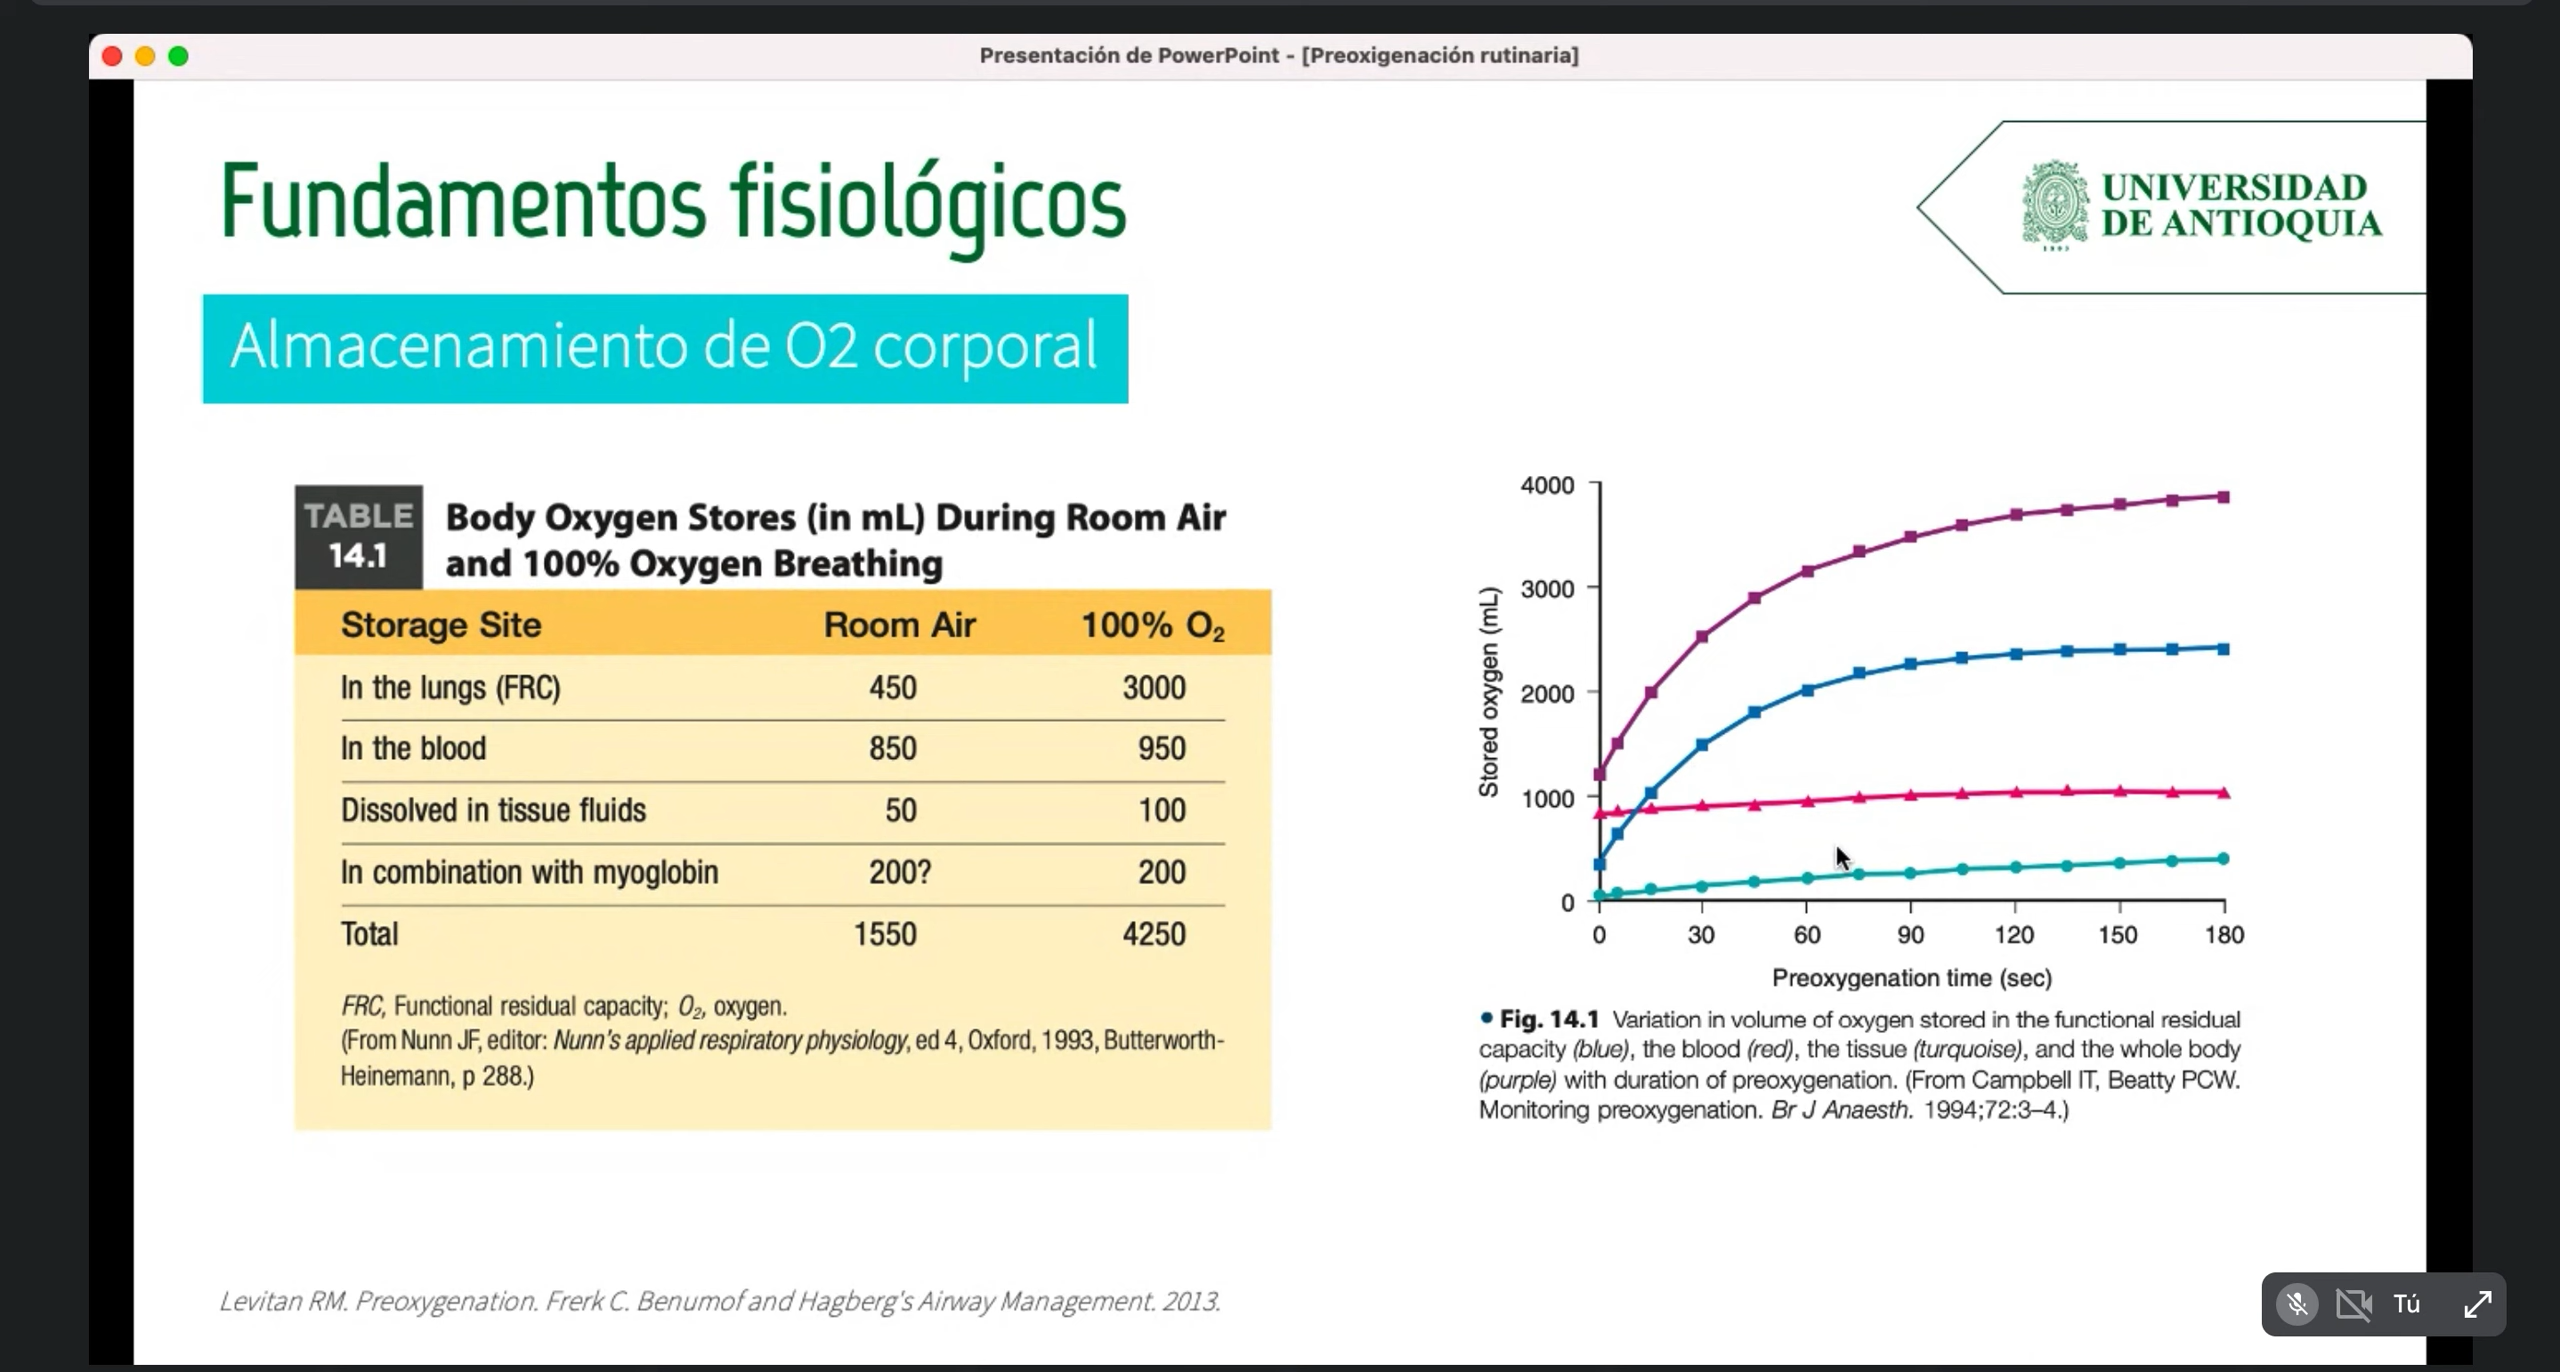 Presentación de PowerPoint - [Preoxigenación rutinaria]
Fundamentos fisiológicos
UNIVERSIDAD
DE ANTIOQUIA
1803
Almacenamiento de O2 corporal
TABLE
14.1
Body Oxygen Stores (in mL) During Room Air
and 100% Oxygen Breathing
Storage Site Room Air 100% O₂
In the lungs (FRC) 450 3000
In the blood 850 950
Dissolved in tissue fluids 50 100
In combination with myoglobin 200? 200
Total 1550 4250
FRC, Functional residual capacity; O₂, oxygen.
(From Nunn JF, editor: Nunn's applied respiratory physiology, ed 4, Oxford, 1993, Butterworth-
Heinemann, p 288.)
Stored oxygen (mL)
4000
3000
2000
1000
0
0 30 60 90 120 150 180
Preoxygenation time (sec)
• Fig. 14.1 Variation in volume of oxygen stored in the functional residual
capacity (blue), the blood (red), the tissue (turquoise), and the whole body
(purple) with duration of preoxygenation. (From Campbell IT, Beatty PCW.
Monitoring preoxygenation. Br J Anaesth. 1994;72:3–4.)
Levitan RM. Preoxygenation. Frerk C. Benumof and Hagberg's Airway Management. 2013.
Tú